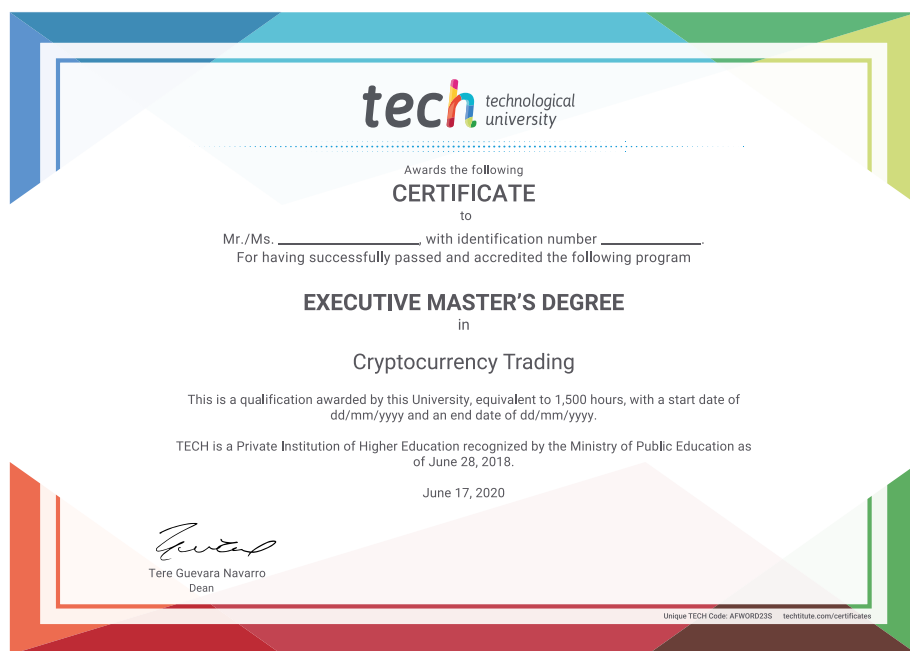 tech technological
university
Awards the following
CERTIFICATE
to
Mr./Ms. ____________________, with identification number ______________.
For having successfully passed and accredited the following program
EXECUTIVE MASTER'S DEGREE
in
Cryptocurrency Trading
This is a qualification awarded by this University, equivalent to 1,500 hours, with a start date of
dd/mm/yyyy and an end date of dd/mm/yyyy.
TECH is a Private Institution of Higher Education recognized by the Ministry of Public Education as
of June 28, 2018.
June 17, 2020
Tere Guevara Navarro
Dean
Unique TECH Code: AFWORD23S techtitute.com/certificates